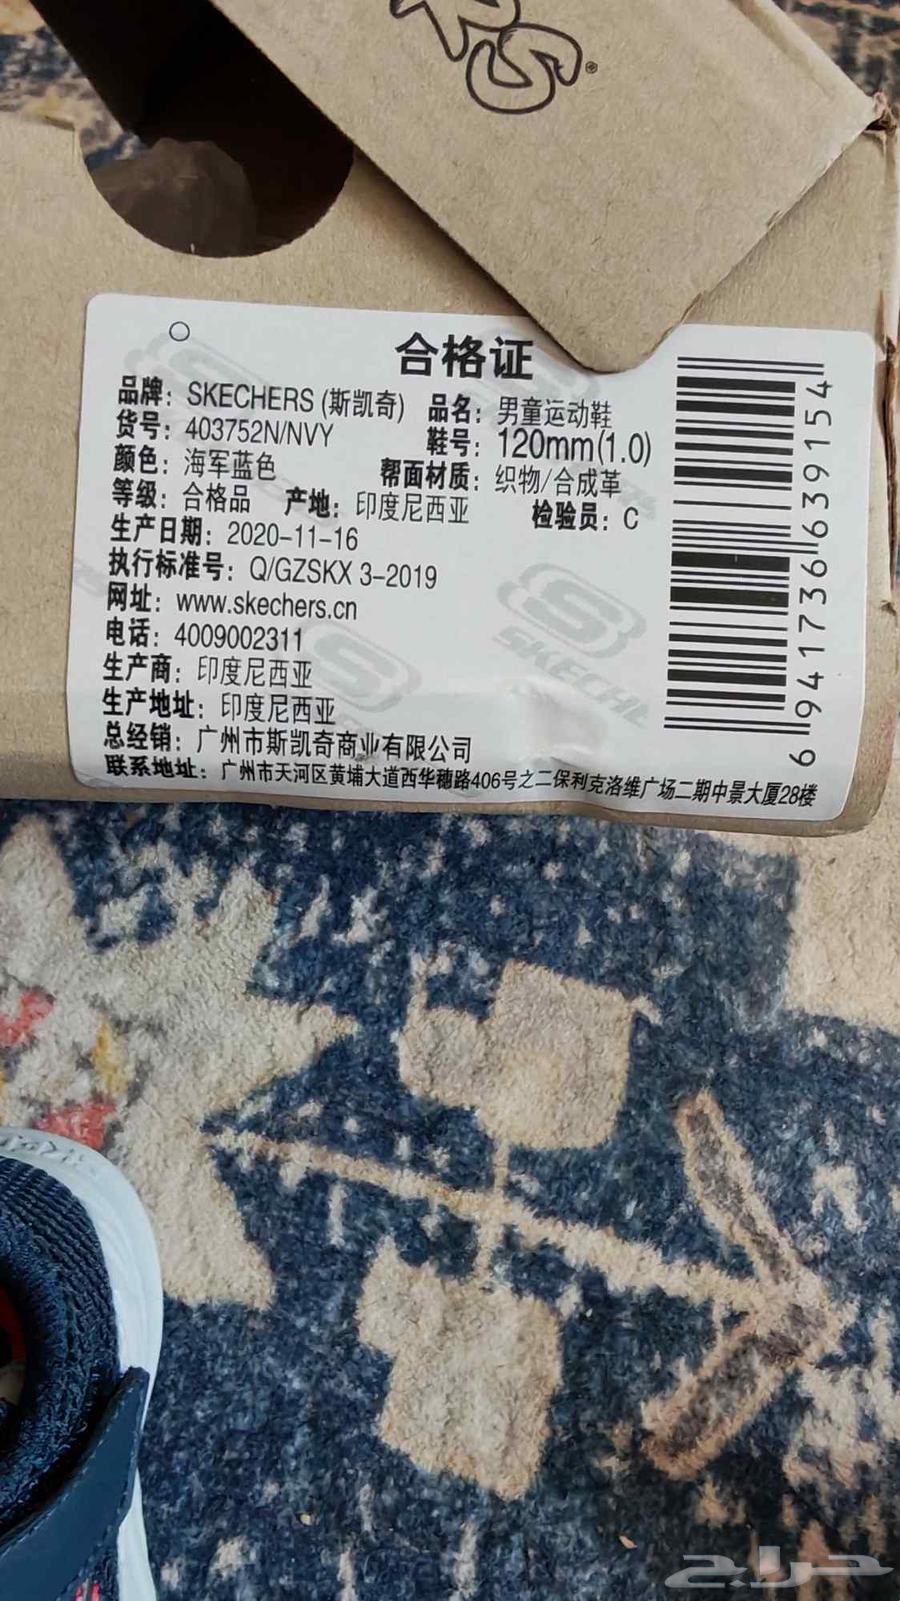 RS®
合格证
品牌：SKECHERS (斯凯奇) 品名：男童运动鞋
货号：403752N/NVY 鞋号：120mm(1.0)
颜色：海军蓝色 帮面材质：织物/合成革
等级：合格品 产地：印度尼西亚 检验员：C
生产日期：2020-11-16
执行标准号：Q/GZSKX 3-2019
网址：www.skechers.cn
电话：4009002311
生产商：印度尼西亚
生产地址：印度尼西亚
总经销：广州市斯凯奇商业有限公司
联系地址：广州市天河区黄埔大道西华穗路406号之二保利克洛维广场二期中景大厦28楼
6 941736 639154
SKECHE
حراج